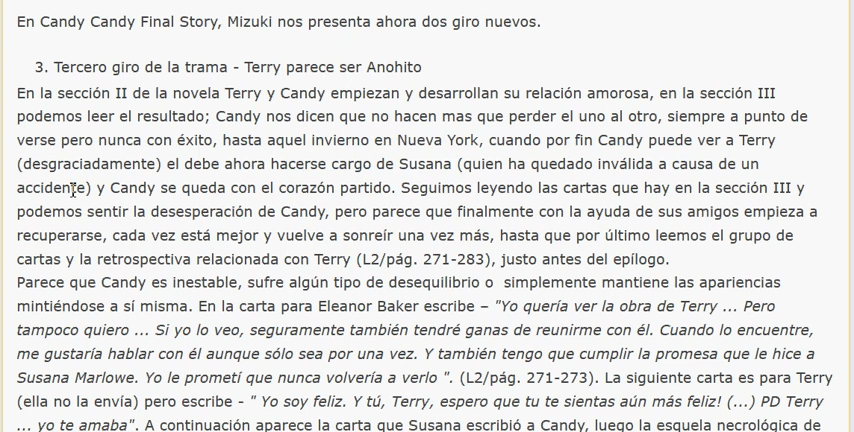 En Candy Candy Final Story, Mizuki nos presenta ahora dos giro nuevos.
3. Tercero giro de la trama - Terry parece ser Anohito
En la sección II de la novela Terry y Candy empiezan y desarrollan su relación amorosa, en la sección III
podemos leer el resultado; Candy nos dicen que no hacen mas que perder el uno al otro, siempre a punto de
verse pero nunca con éxito, hasta aquel invierno en Nueva York, cuando por fin Candy puede ver a Terry
(desgraciadamente) el debe ahora hacerse cargo de Susana (quien ha quedado inválida a causa de un
accidente) y Candy se queda con el corazón partido. Seguimos leyendo las cartas que hay en la sección III y
podemos sentir la desesperación de Candy, pero parece que finalmente con la ayuda de sus amigos empieza a
recuperarse, cada vez está mejor y vuelve a sonreír una vez más, hasta que por último leemos el grupo de
cartas y la retrospectiva relacionada con Terry (L2/pág. 271-283), justo antes del epílogo.
Parece que Candy es inestable, sufre algún tipo de desequilibrio o  simplemente mantiene las apariencias
mintiéndose a sí misma. En la carta para Eleanor Baker escribe – "Yo quería ver la obra de Terry ... Pero
tampoco quiero ... Si yo lo veo, seguramente también tendré ganas de reunirme con él. Cuando lo encuentre,
me gustaría hablar con él aunque sólo sea por una vez. Y también tengo que cumplir la promesa que le hice a
Susana Marlowe. Yo le prometí que nunca volvería a verlo ". (L2/pág. 271-273). La siguiente carta es para Terry
(ella no la envía) pero escribe - " Yo soy feliz. Y tú, Terry, espero que tu te sientas aún más feliz! (...) PD Terry
... yo te amaba". A continuación aparece la carta que Susana escribió a Candy, luego la esquela necrológica de